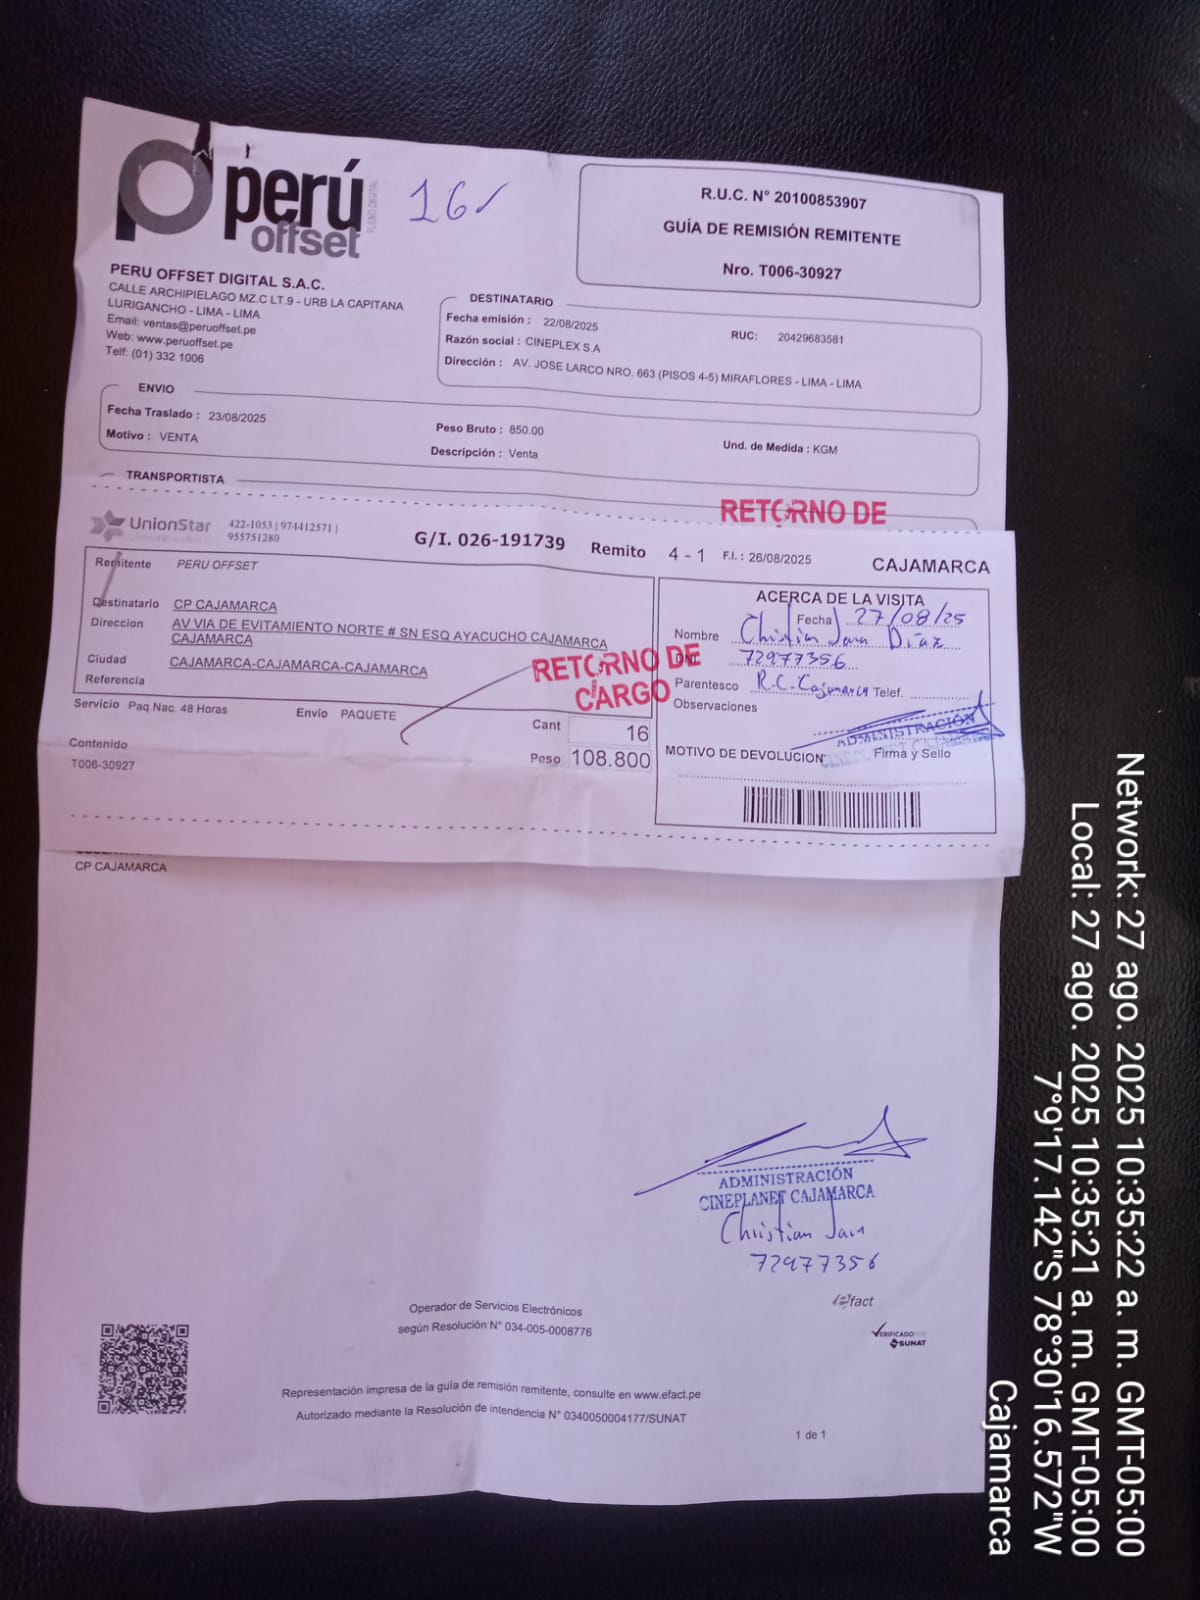 perú
offset
FLEXO DIGITAL
16✓
R.U.C. N° 20100853907
GUÍA DE REMISIÓN REMITENTE
Nro. T006-30927
PERU OFFSET DIGITAL S.A.C.
CALLE ARCHIPIELAGO MZ.C LT.9 - URB LA CAPITANA
LURIGANCHO - LIMA - LIMA
Email: ventas@peruoffset.pe
Web: www.peruoffset.pe
Telf: (01) 332 1006
DESTINATARIO
Fecha emisión : 22/08/2025 RUC: 20429683581
Razón social : CINEPLEX S.A
Dirección : AV. JOSE LARCO NRO. 663 (PISOS 4-5) MIRAFLORES - LIMA - LIMA
ENVIO
Fecha Traslado : 23/08/2025 Peso Bruto : 850.00 Und. de Medida : KGM
Motivo : VENTA Descripción : Venta
TRANSPORTISTA
RETORNO DE
UnionStar 422-1053 | 974412571 |
955751280
G/I. 026-191739 Remito 4 - 1 F.I. : 26/08/2025 CAJAMARCA
Remitente PERU OFFSET
Destinatario CP CAJAMARCA
Direccion AV VIA DE EVITAMIENTO NORTE # SN ESQ AYACUCHO CAJAMARCA
CAJAMARCA
Ciudad CAJAMARCA-CAJAMARCA-CAJAMARCA
Referencia
RETORNO DE
CARGO
Servicio Paq.Nac. 48 Horas Envio PAQUETE Cant 16
Contenido Peso 108.800
T006-30927
ACERCA DE LA VISITA
Fecha 27/08/25
Nombre Christian Jara Díaz
DNI 72977356
Parentesco R.C. Cajamarca Telef.
Observaciones
ADMINISTRACIÓN
MOTIVO DE DEVOLUCION Firma y Sello
CP CAJAMARCA
ADMINISTRACIÓN
CINEPLANET CAJAMARCA
Christian Jara
72977356
efact
VERIFICADO
SUNAT
Operador de Servicios Electrónicos
según Resolución N° 034-005-0008776
Representación impresa de la guía de remisión remitente, consulte en www.efact.pe
Autorizado mediante la Resolución de intendencia N° 0340050004177/SUNAT
1 de 1
Network: 27 ago. 2025 10:35:22 a. m. GMT-05:00
Local: 27 ago. 2025 10:35:21 a. m. GMT-05:00
7°9'17.142"S 78°30'16.572"W
Cajamarca